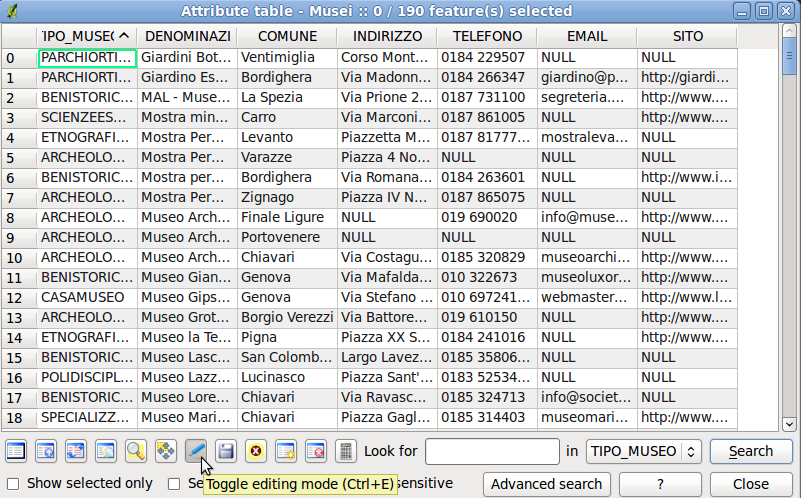 Attribute table - Musei :: 0 / 190 feature(s) selected
TIPO_MUSEO DENOMINAZI COMUNE INDIRIZZO TELEFONO EMAIL SITO
0 PARCHIORTI... Giardini Bot... Ventimiglia Corso Mont... 0184 229507 NULL NULL
1 PARCHIORTI... Giardino Es... Bordighera Via Madonn... 0184 266347 giardino@p... http://giardi...
2 BENISTORIC... MAL - Muse... La Spezia Via Prione 2... 0187 731100 segreteria.... http://www....
3 SCIENZEES... Mostra min... Carro Via Marconi... 0187 861005 NULL http://www....
4 ETNOGRAFI... Mostra Per... Levanto Piazzetta M... 0187 81777... mostraleva... NULL
5 ARCHEOLO... Mostra Per... Varazze Piazza 4 No... NULL NULL NULL
6 BENISTORIC... Mostra per... Bordighera Via Romana... 0184 263601 NULL http://www.i...
7 ARCHEOLO... Mostra Per... Zignago Piazza IV N... 0187 865075 NULL http://www....
8 ARCHEOLO... Museo Arch... Finale Ligure NULL 019 690020 info@muse... http://www....
9 ARCHEOLO... Museo Arch... Portovenere NULL NULL NULL NULL
10 ARCHEOLO... Museo Arch... Chiavari Via Costagu... 0185 320829 museoarchi... http://www....
11 BENISTORIC... Museo Gian... Genova Via Mafalda... 010 322673 museoluxor... http://www....
12 CASAMUSEO Museo Gips... Genova Via Stefano ... 010 697241... webmaster... http://www.l...
13 ARCHEOLO... Museo Grot... Borgio Verezzi Via Battore... 019 610150 NULL http://www....
14 ETNOGRAFI... Museo la Te... Pigna Piazza XX S... 0184 241016 NULL http://www....
15 BENISTORIC... Museo Lasc... San Colomb... Largo Lavez... 0185 35806... NULL NULL
16 POLIDISCIPL... Museo Lazz... Lucinasco Piazza Sant'... 0183 52534... NULL NULL
17 BENISTORIC... Museo Lore... Chiavari Via Ravasc... 0185 324713 info@societ... NULL
18 SPECIALIZZ... Museo Mari... Chiavari Piazza Gagl... 0185 314403 museomari... http://www....
Look for in TIPO_MUSEO Search
Show selected only Se Toggle editing mode (Ctrl+E) sensitive Advanced search ? Close